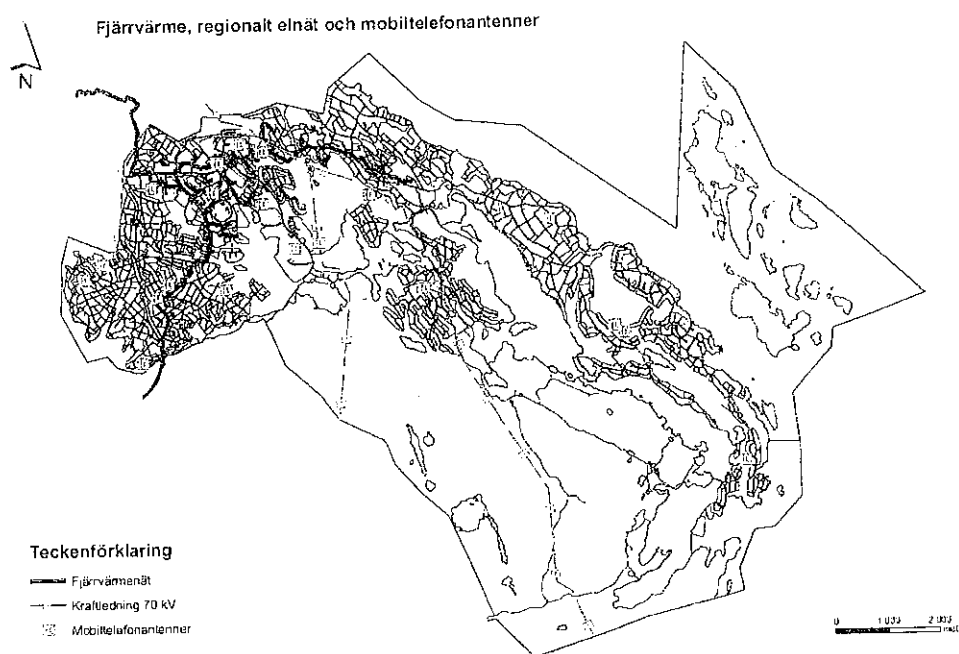 Fjärrvärme, regionalt elnät och mobiltelefonantenner
N
Teckenförklaring
Fjärrvärmenät
Kraftledning 70 kV
Mobiltelefonantenner
0